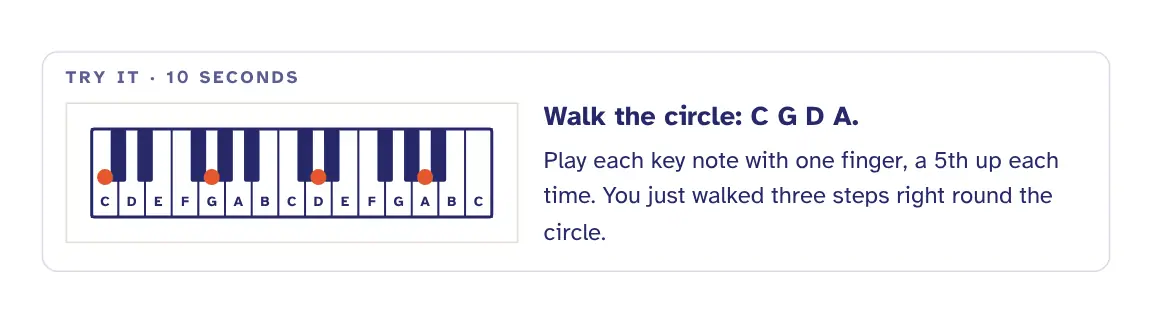 TRY IT · 10 SECONDS
Walk the circle: C G D A.
Play each key note with one finger, a 5th up each
time. You just walked three steps right round the
circle.
C D E F G A B C D E F G A B C